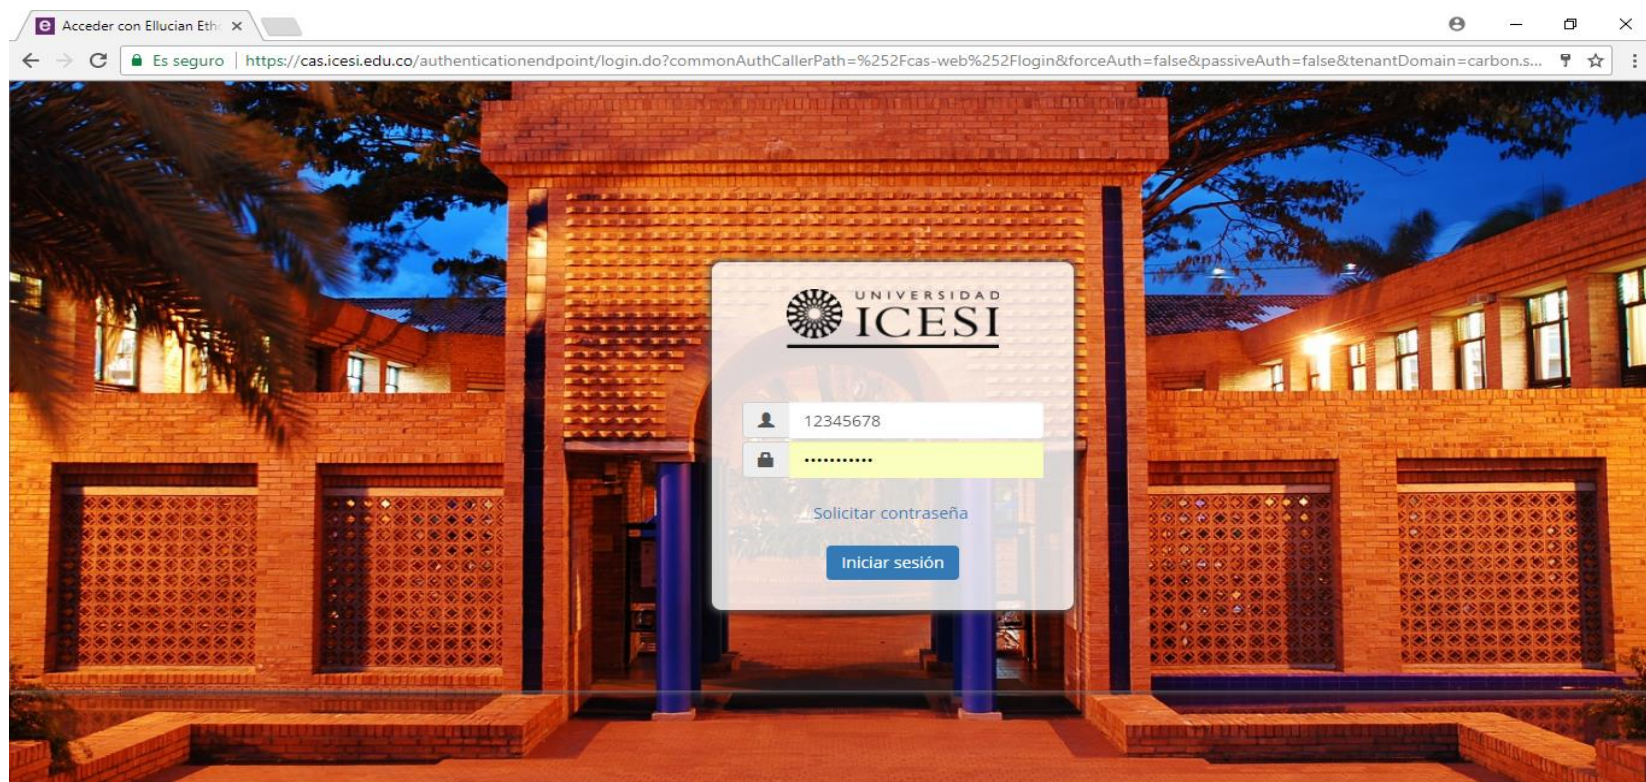 Acceder con Ellucian Eth
Es seguro | https://cas.icesi.edu.co/authenticationendpoint/login.do?commonAuthCallerPath=%252Fcas-web%252Flogin&forceAuth=false&passiveAuth=false&tenantDomain=carbon.s...
UNIVERSIDAD
ICESI
12345678
Solicitar contraseña
Iniciar sesión